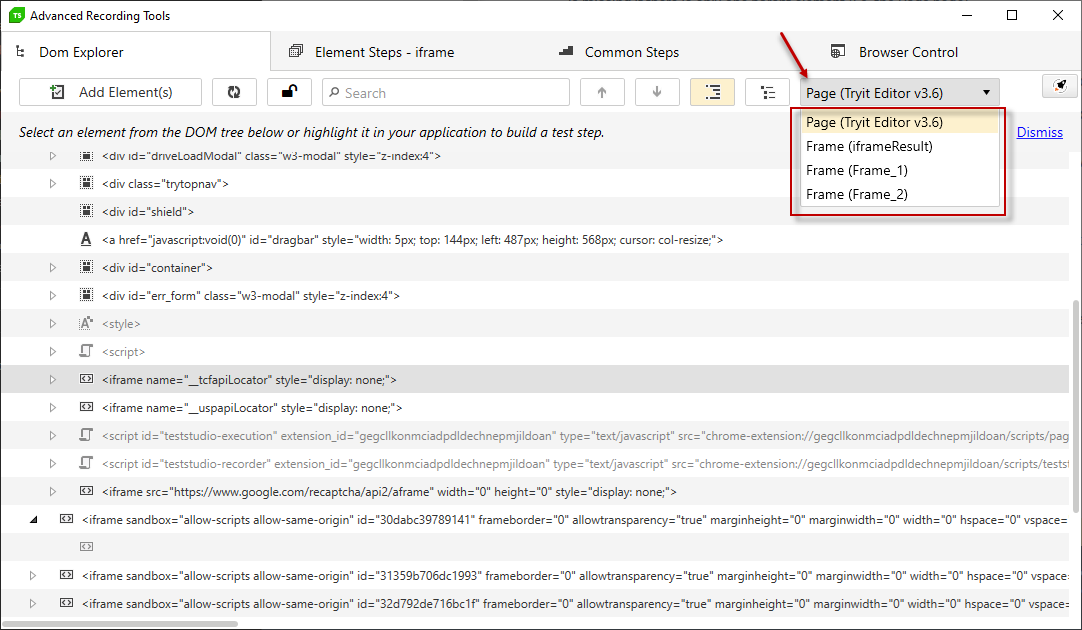 TS Advanced Recording Tools
Dom Explorer Element Steps - iframe Common Steps Browser Control
Add Element(s) Search Page (Tryit Editor v3.6)
Select an element from the DOM tree below or highlight it in your application to build a test step. Dismiss
Page (Tryit Editor v3.6)
Frame (iframeResult)
Frame (Frame_1)
Frame (Frame_2)
<div id="driveLoadModal" class="w3-modal" style="z-index:4">
<div class="trytopnav">
<div id="shield">
A <a href="javascript:void(0)" id="dragbar" style="width: 5px; top: 144px; left: 487px; height: 568px; cursor: col-resize;">
<div id="container">
<div id="err_form" class="w3-modal" style="z-index:4">
<style>
<script>
<iframe name="__tcfapiLocator" style="display: none;">
<iframe name="__uspapiLocator" style="display: none;">
<script id="teststudio-execution" extension_id="gegcllkonmciadpdldechnepmjildoan" type="text/javascript" src="chrome-extension://gegcllkonmciadpdldechnepmjildoan/scripts/pag
<script id="teststudio-recorder" extension_id="gegcllkonmciadpdldechnepmjildoan" type="text/javascript" src="chrome-extension://gegcllkonmciadpdldechnepmjildoan/scripts/testst
<iframe src="https://www.google.com/recaptcha/api2/aframe" width="0" height="0" style="display: none;">
<iframe sandbox="allow-scripts allow-same-origin" id="30dabc39789141" frameborder="0" allowtransparency="true" marginheight="0" marginwidth="0" width="0" hspace="0" vspace=
<iframe sandbox="allow-scripts allow-same-origin" id="31359b706dc1993" frameborder="0" allowtransparency="true" marginheight="0" marginwidth="0" width="0" hspace="0" vspace=
<iframe sandbox="allow-scripts allow-same-origin" id="32d792de716bc1f" frameborder="0" allowtransparency="true" marginheight="0" marginwidth="0" width="0" hspace="0" vspace=